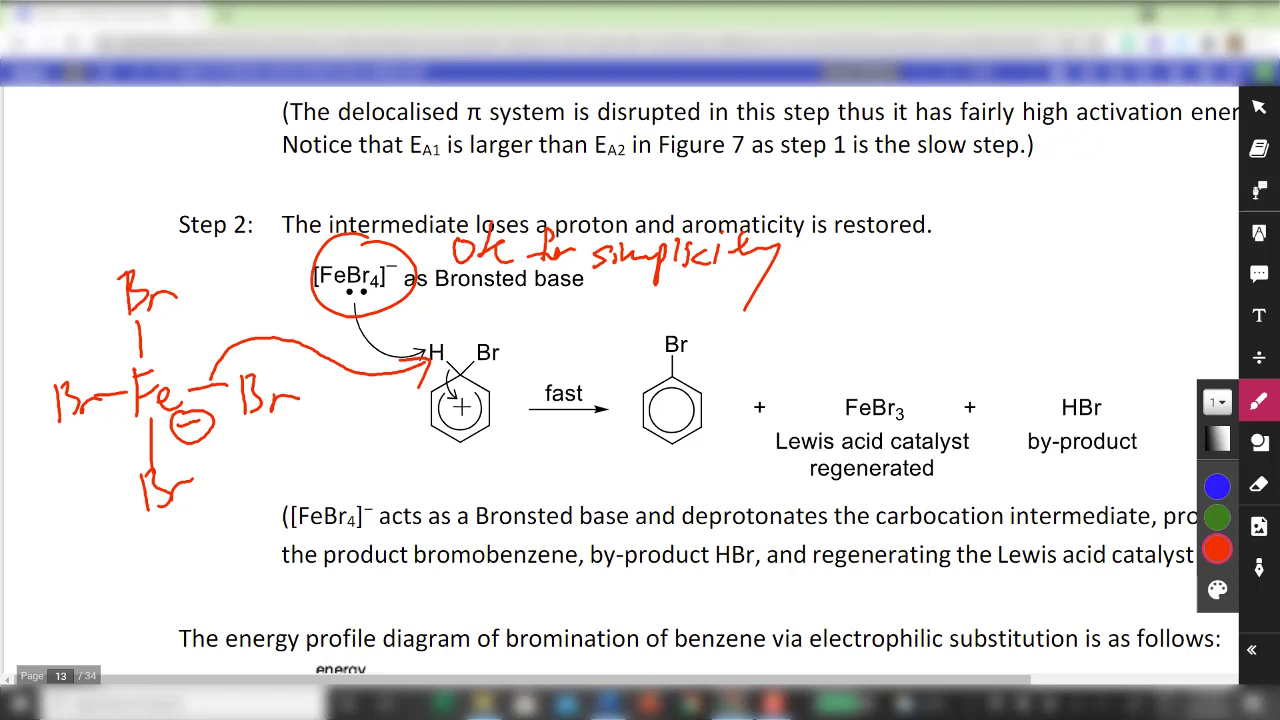 (The delocalised π system is disrupted in this step thus it has fairly high activation ener
Notice that EA1 is larger than EA2 in Figure 7 as step 1 is the slow step.)
Step 2: The intermediate loses a proton and aromaticity is restored.
OK for simplicity
[FeBr4]− as Bronsted base
Br
Br Fe Br
−
Br
H Br
+
fast
Br
+ FeBr3 + HBr
Lewis acid catalyst by-product
regenerated
([FeBr4]− acts as a Bronsted base and deprotonates the carbocation intermediate, pro
the product bromobenzene, by-product HBr, and regenerating the Lewis acid catalyst
The energy profile diagram of bromination of benzene via electrophilic substitution is as follows:
energy
Page 13 / 34
1
T